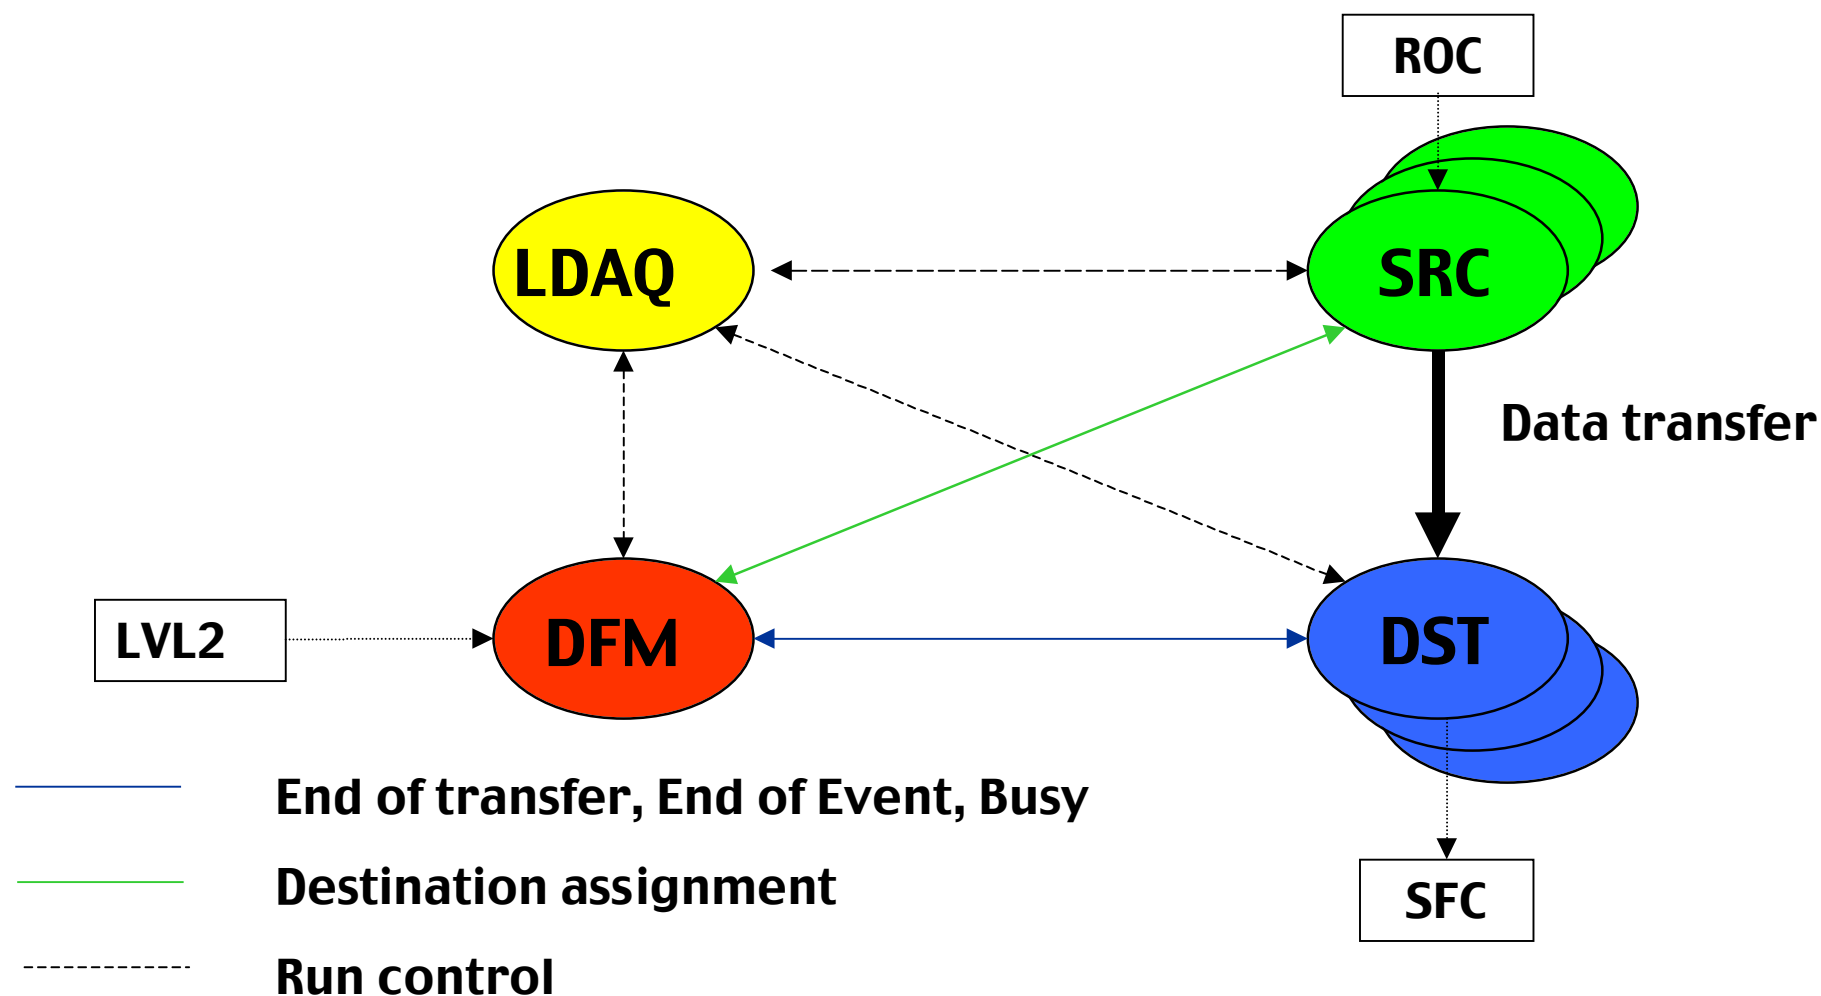 ROC
LDAQ
SRC
Data transfer
LVL2
DFM
DST
End of transfer, End of Event, Busy
Destination assignment
SFC
Run control